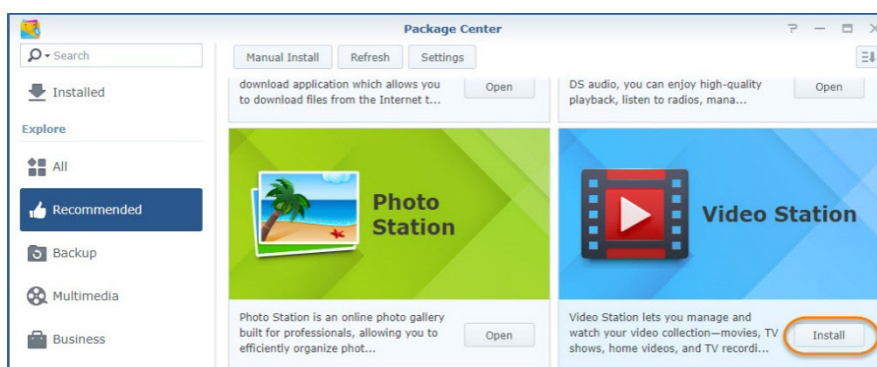 Package Center
Search
Manual Install Refresh Settings
Installed
Explore
All
Recommended
Backup
Multimedia
Business
download application which allows you
to download files from the Internet t...
Open
DS audio, you can enjoy high-quality
playback, listen to radios, mana...
Open
Photo
Station
Video Station
Photo Station is an online photo gallery
built for professionals, allowing you to
efficiently organize phot...
Open
Video Station lets you manage and
watch your video collection—movies, TV
shows, home videos, and TV recordi...
Install